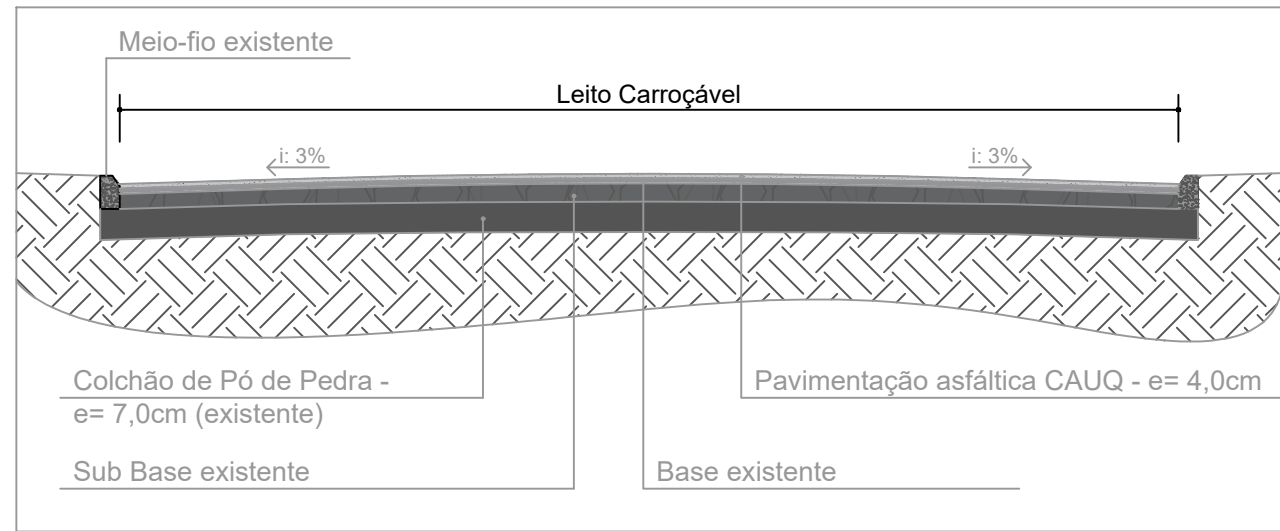 Meio-fio existente
Leito Carroçável
i: 3%
i: 3%
Colchão de Pó de Pedra -
e= 7,0cm (existente)
Pavimentação asfáltica CAUQ - e= 4,0cm
Sub Base existente
Base existente